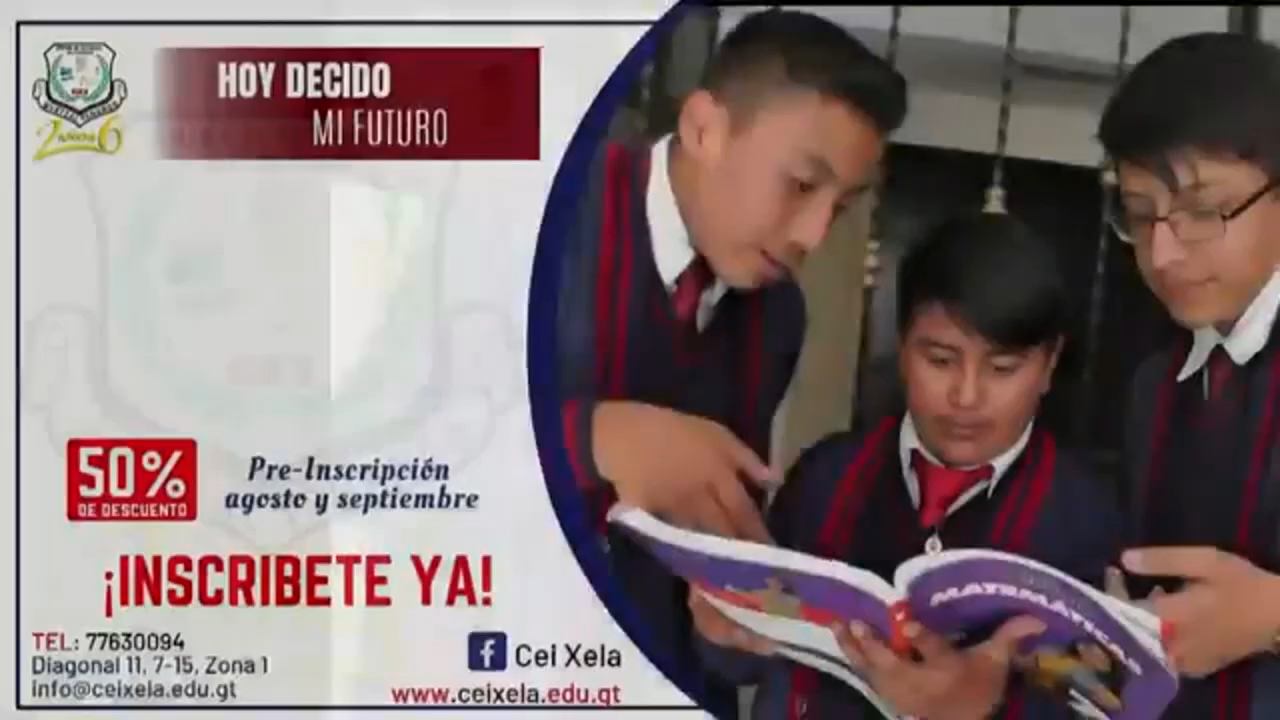 HOY DECIDO
MI FUTURO
50%
DE DESCUENTO
Pre-Inscripción
agosto y septiembre
¡INSCRIBETE YA!
TEL: 77630094
Diagonal 11, 7-15, Zona 1
info@ceixela.edu.gt
Cei Xela
www.ceixela.edu.gt
MATEMÁTICAS